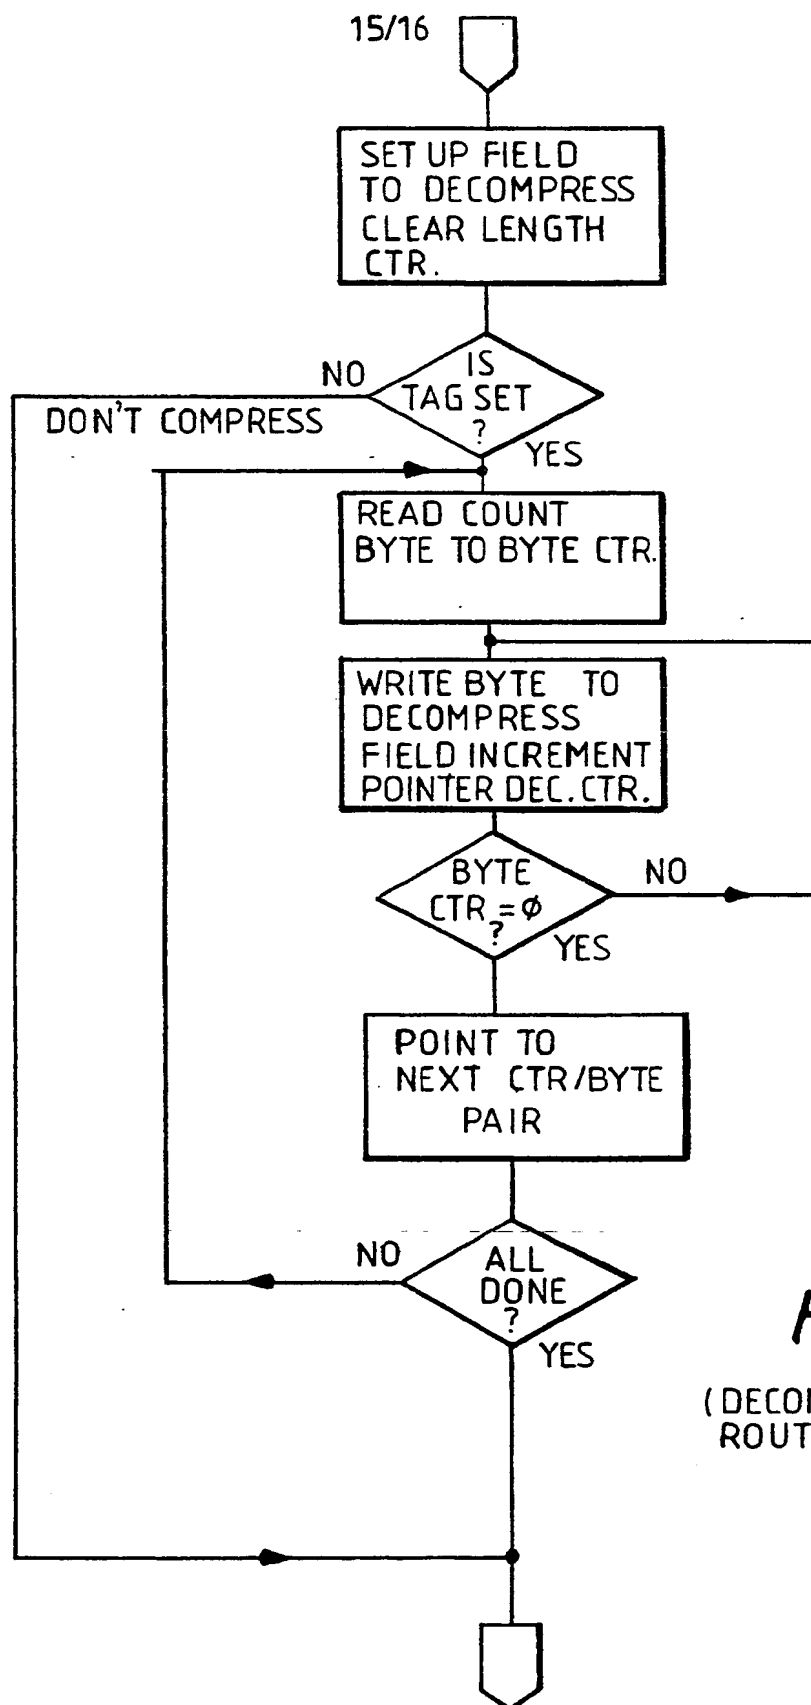 15/16
SET UP FIELD
TO DECOMPRESS
CLEAR LENGTH
CTR.
IS
TAG SET
?
NO
DON'T COMPRESS
YES
READ COUNT
BYTE TO BYTE CTR.
WRITE BYTE TO
DECOMPRESS
FIELD INCREMENT
POINTER DEC. CTR.
BYTE
CTR = Ø
?
NO
YES
POINT TO
NEXT CTR/BYTE
PAIR
NO
ALL
DONE
?
YES